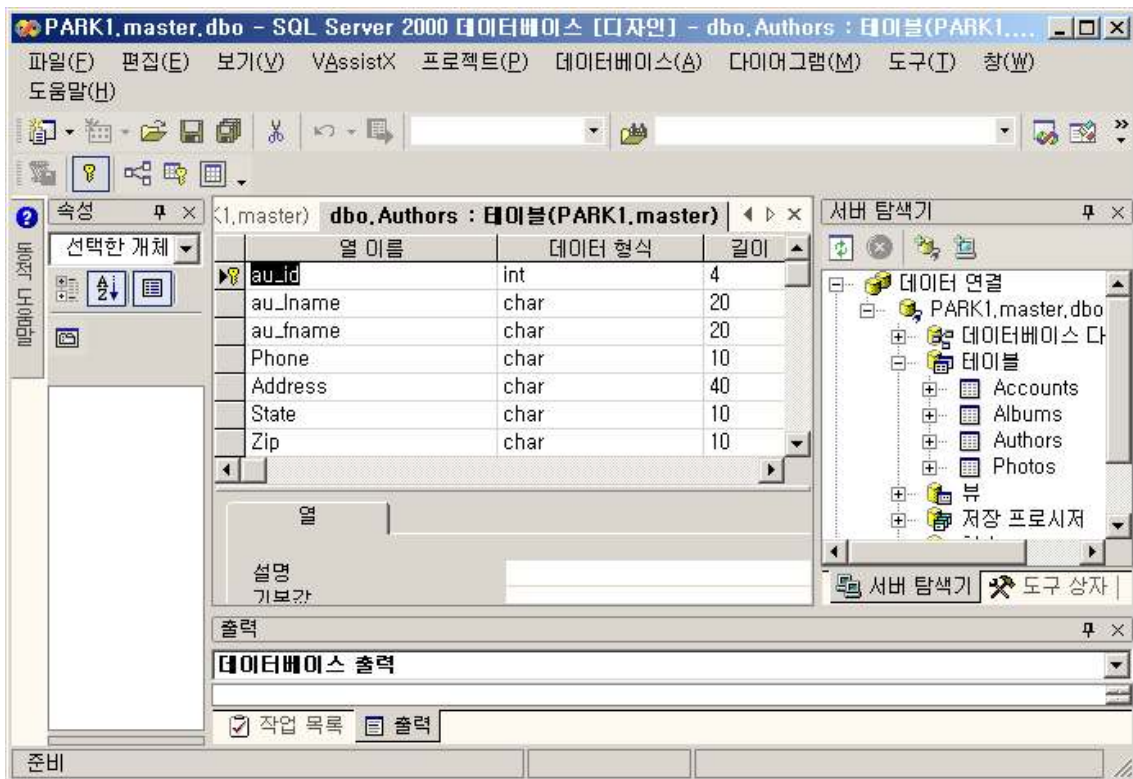 PARK1.master.dbo - SQL Server 2000 데이터베이스 [디자인] - dbo.Authors : 테이블(PARK1....
파일(F) 편집(E) 보기(V) VAssistX 프로젝트(P) 데이터베이스(A) 다이어그램(M) 도구(T) 창(W)
도움말(H)
동적 도움말
속성
선택한 개체
<1.master) dbo.Authors : 테이블(PARK1.master)
열 이름 데이터 형식 길이
au_id int 4
au_lname char 20
au_fname char 20
Phone char 10
Address char 40
State char 10
Zip char 10
열
설명
기본값
서버 탐색기
데이터 연결
PARK1.master.dbo
데이터베이스 다
테이블
Accounts
Albums
Authors
Photos
뷰
저장 프로시저
서버 탐색기 도구 상자
출력
데이터베이스 출력
작업 목록 출력
준비